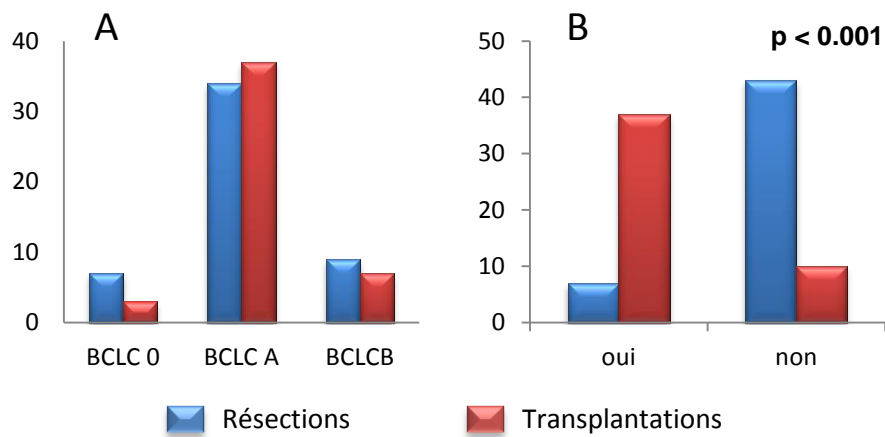 A
40
30
20
10
0
BCLC 0 BCLC A BCLCB
B
p < 0.001
50
40
30
20
10
0
oui non
Résections Transplantations